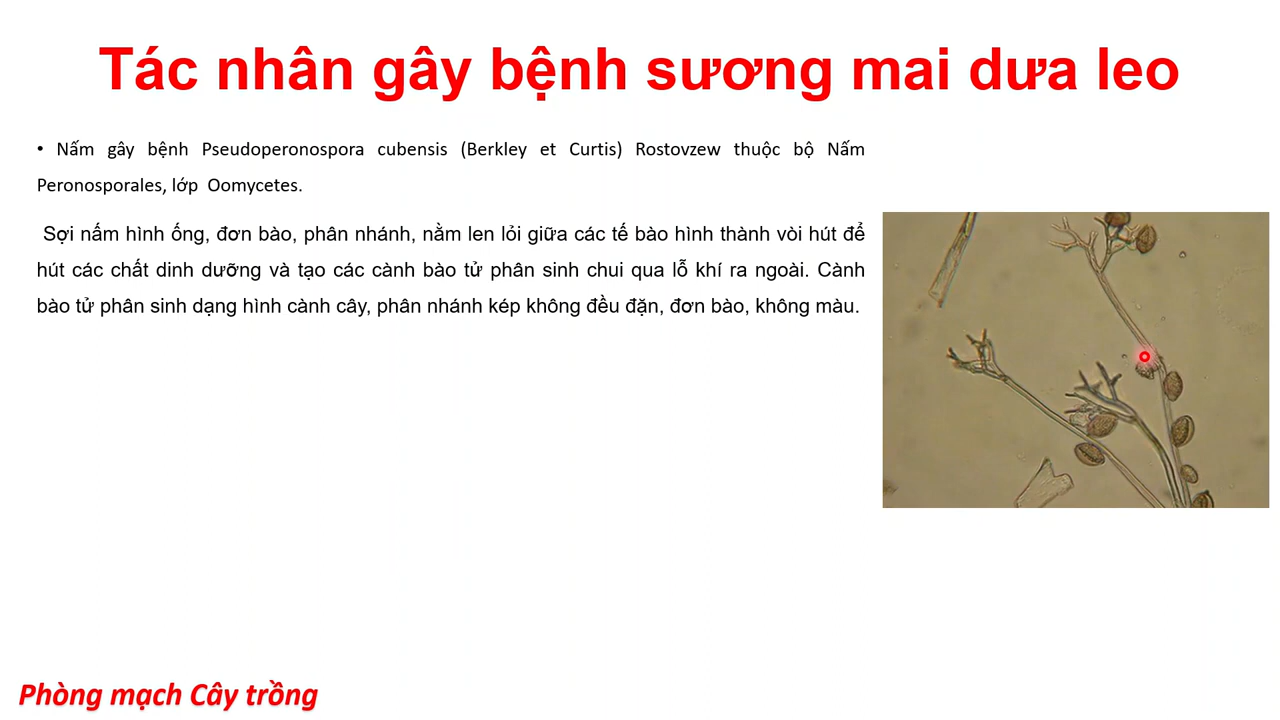 Tác nhân gây bệnh sương mai dưa leo
• Nấm gây bệnh Pseudoperonospora cubensis (Berkley et Curtis) Rostovzew thuộc bộ Nấm
Peronosporales, lớp Oomycetes.
Sợi nấm hình ống, đơn bào, phân nhánh, nằm len lỏi giữa các tế bào hình thành vòi hút để
hút các chất dinh dưỡng và tạo các cành bào tử phân sinh chui qua lỗ khí ra ngoài. Cành
bào tử phân sinh dạng hình cành cây, phân nhánh kép không đều đặn, đơn bào, không màu.
Phòng mạch Cây trồng